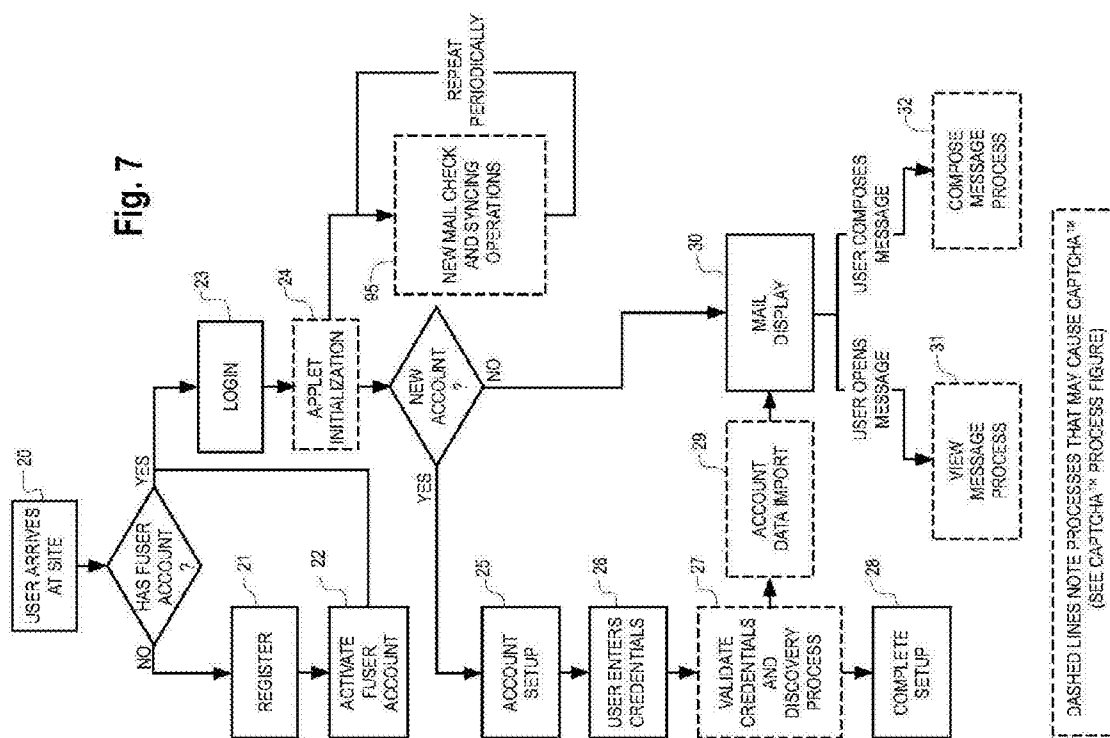 Fig. 7
20
USER ARRIVES
AT SITE
HAS FUSER
ACCOUNT
?
NO
YES
21
REGISTER
22
ACTIVATE
FUSER
ACCOUNT
23
LOGIN
24
APPLET
INITIALIZATION
REPEAT
PERIODICALLY
95
NEW MAIL CHECK
AND SYNCING
OPERATIONS
NEW
ACCOUNT
?
YES
NO
25
ACCOUNT
SETUP
26
USER ENTERS
CREDENTIALS
27
VALIDATE
CREDENTIALS
AND
DISCOVERY
PROCESS
28
COMPLETE
SETUP
29
ACCOUNT
DATA IMPORT
30
MAIL
DISPLAY
USER OPENS
MESSAGE
USER COMPOSES
MESSAGE
31
VIEW
MESSAGE
PROCESS
32
COMPOSE
MESSAGE
PROCESS
DASHED LINES NOTE PROCESSES THAT MAY CAUSE CAPTCHA™
(SEE CAPTCHA™ PROCESS FIGURE)